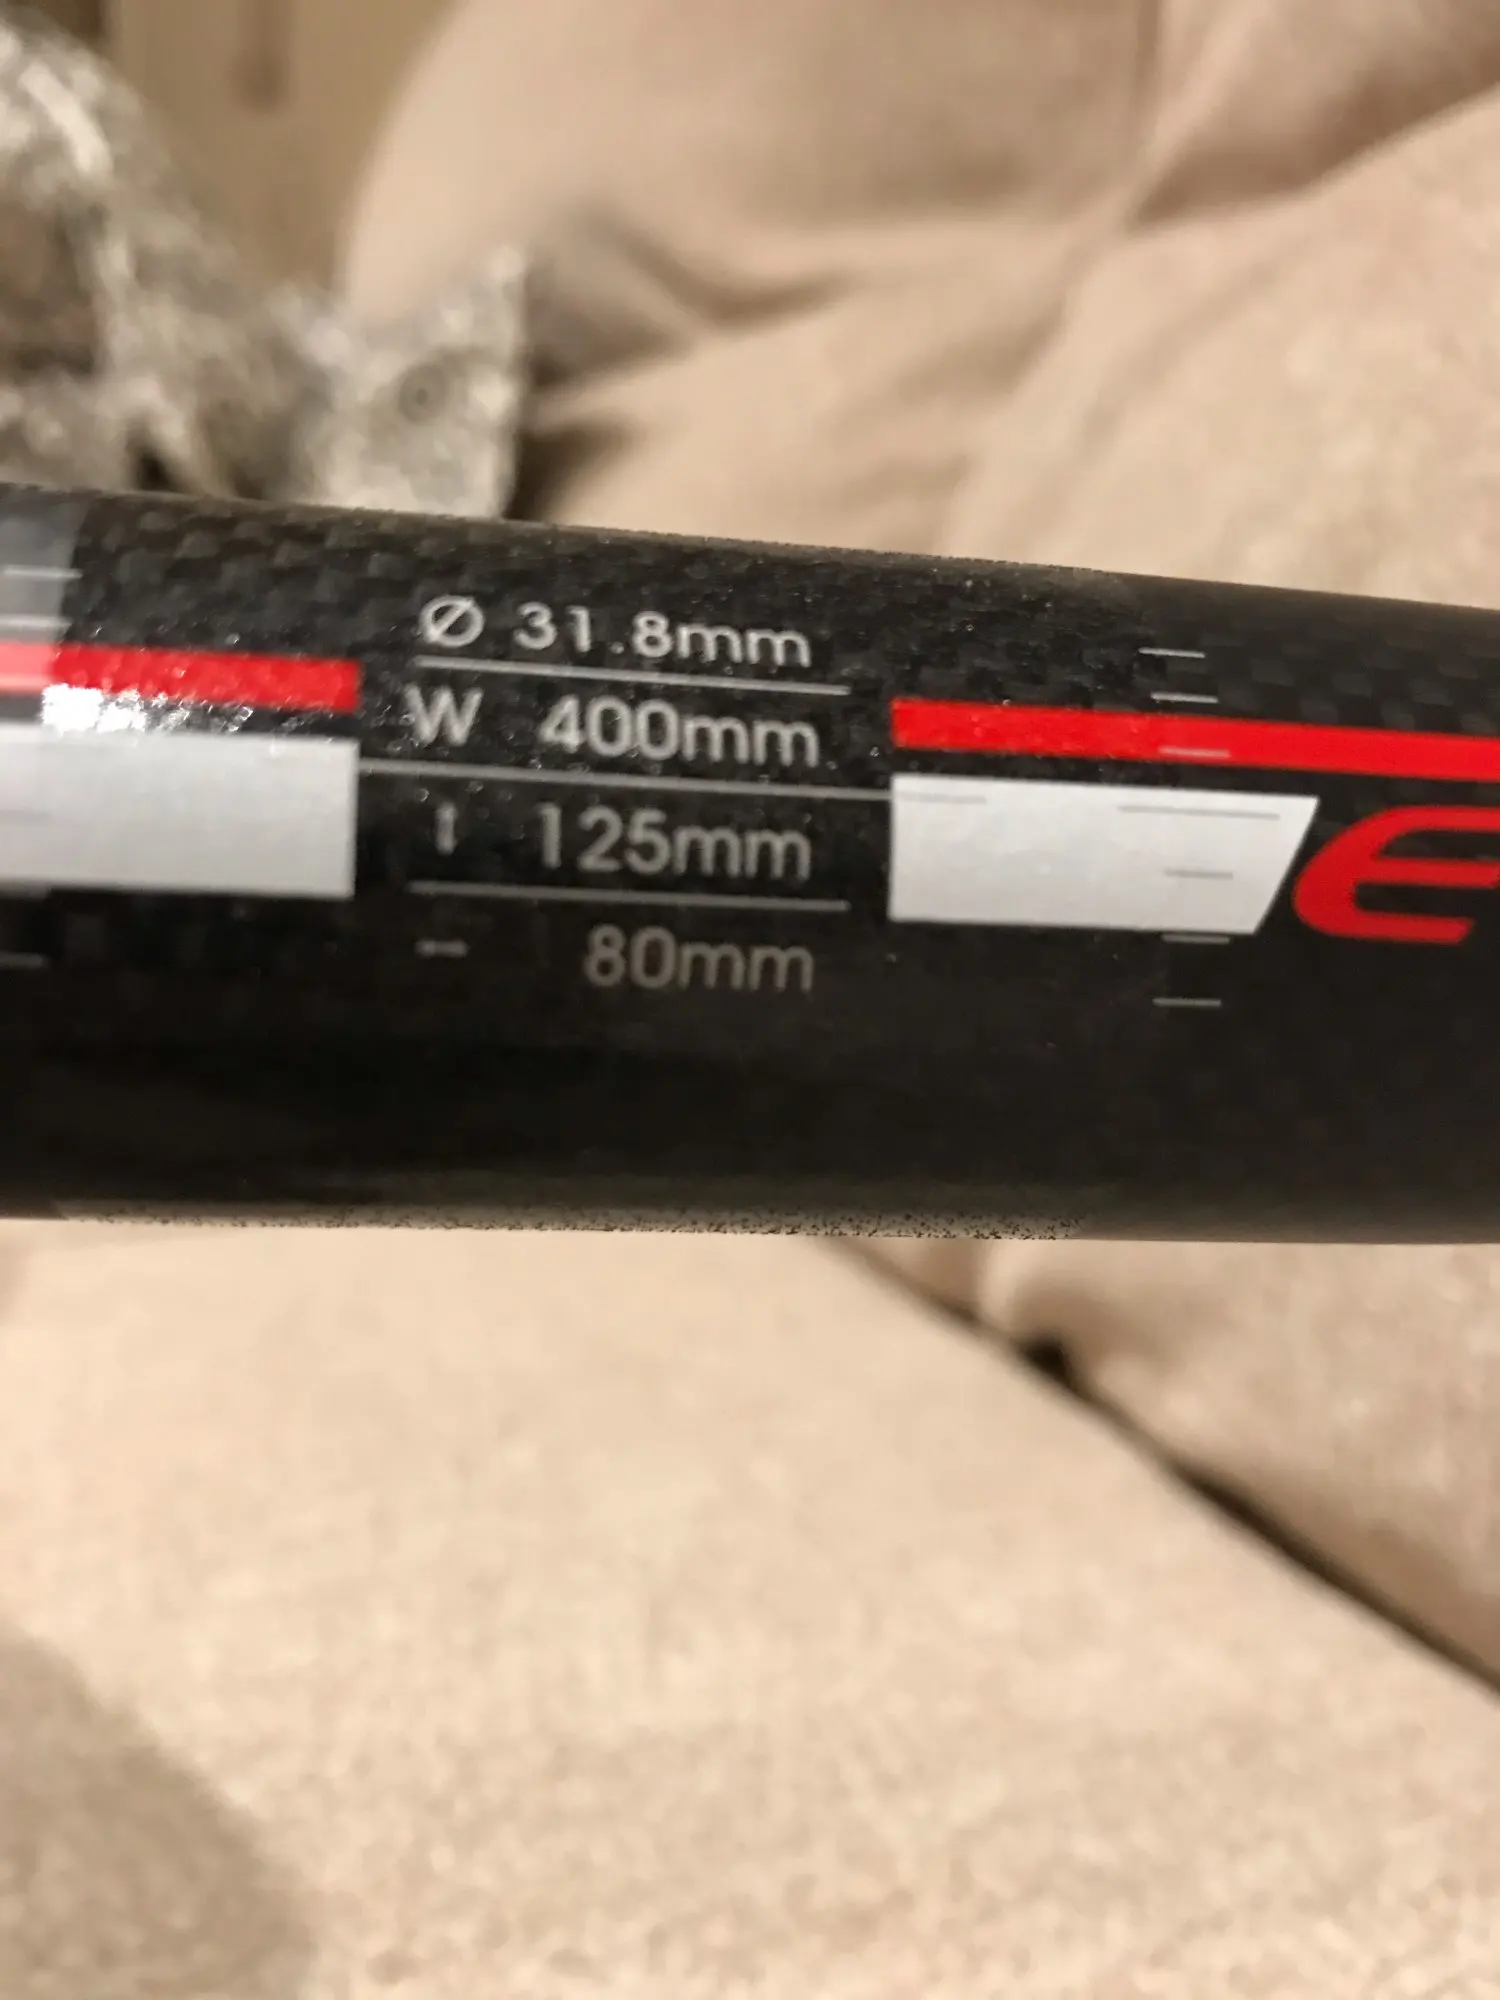 Ø 31.8mm
W 400mm
I 125mm
– 80mm
e